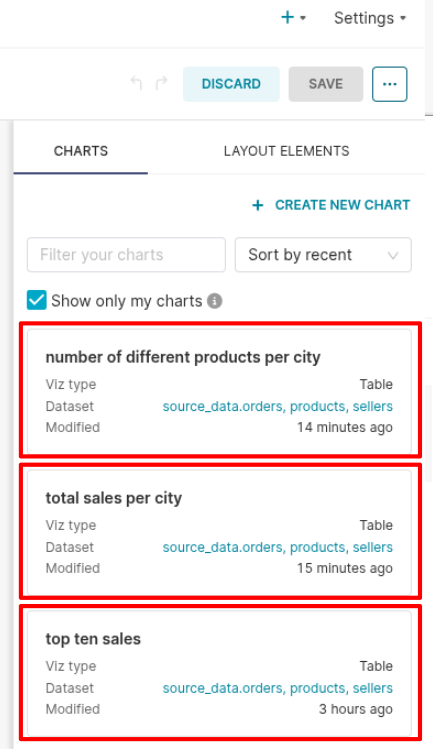 + Settings
DISCARD SAVE ...
CHARTS LAYOUT ELEMENTS
+ CREATE NEW CHART
Filter your charts Sort by recent
Show only my charts i
number of different products per city
Viz type Table
Dataset source_data.orders, products, sellers
Modified 14 minutes ago
total sales per city
Viz type Table
Dataset source_data.orders, products, sellers
Modified 15 minutes ago
top ten sales
Viz type Table
Dataset source_data.orders, products, sellers
Modified 3 hours ago